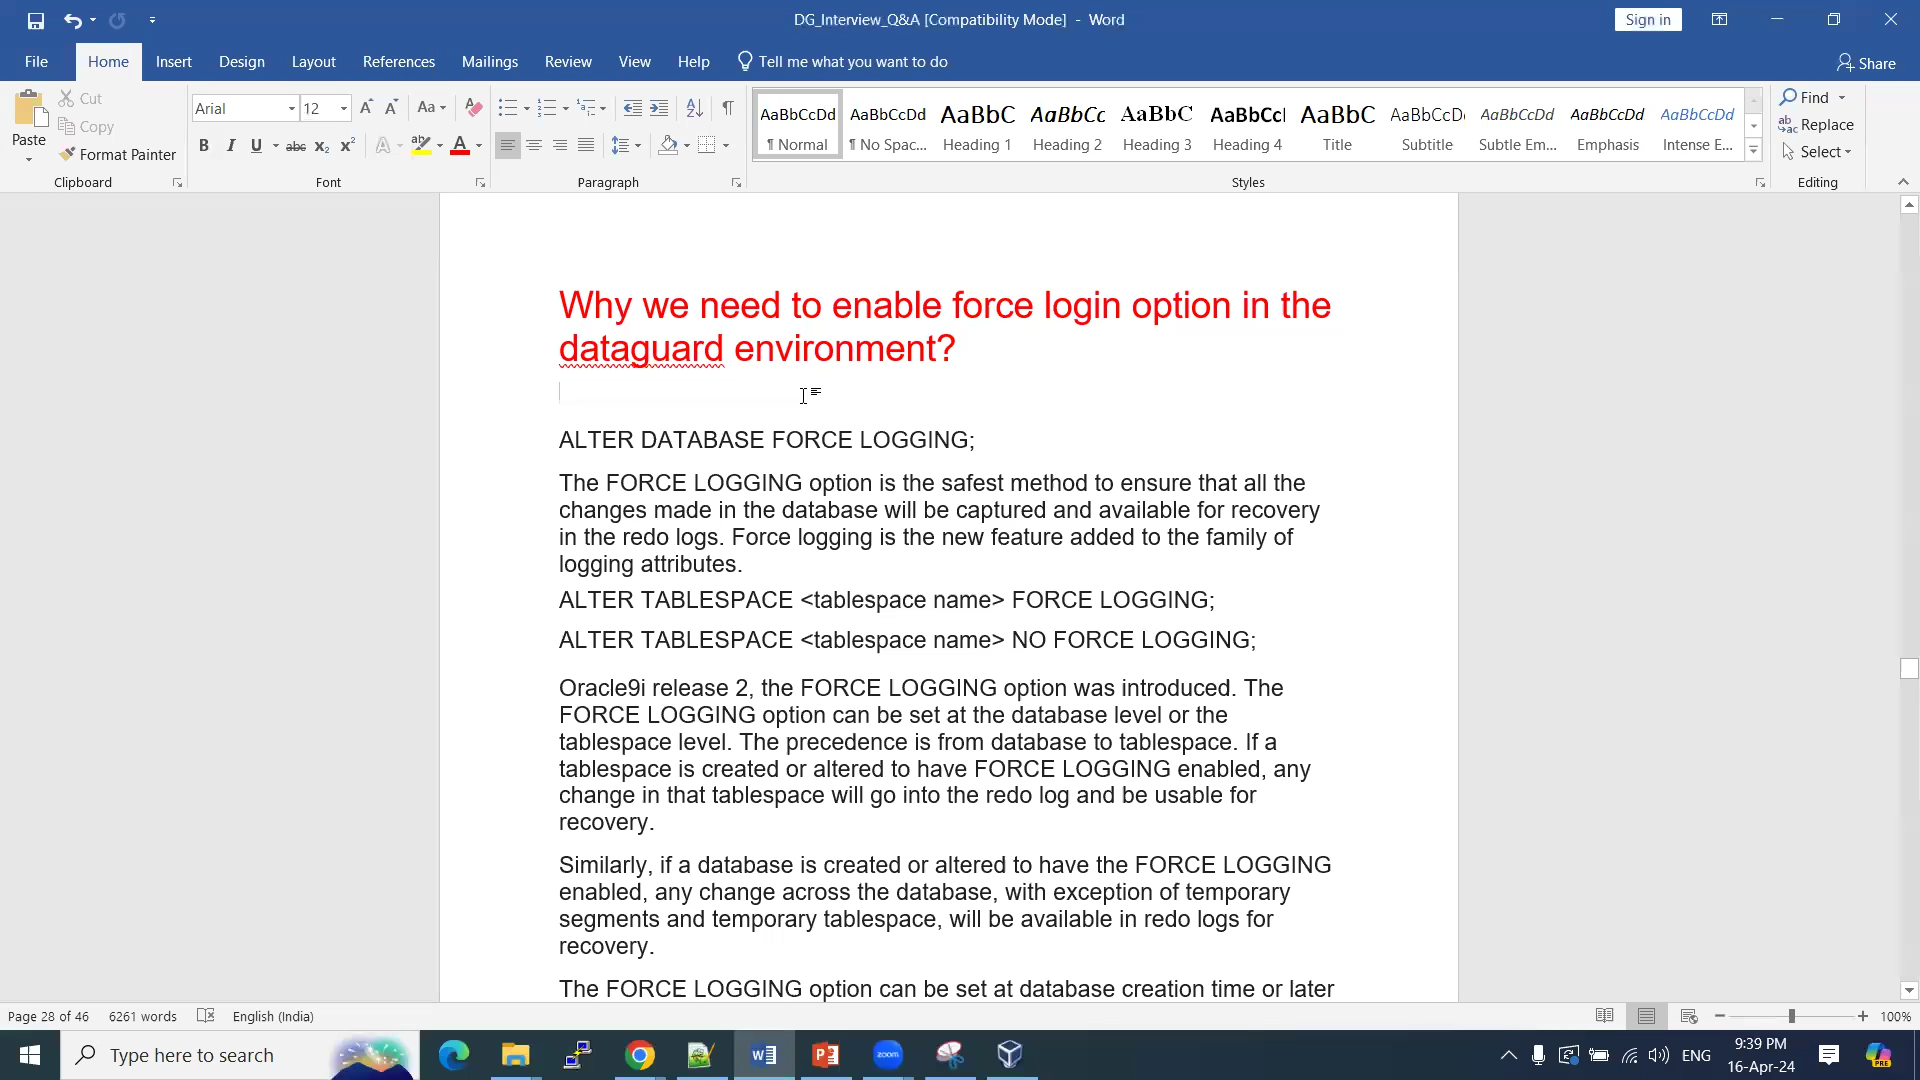 DG_Interview_Q&A [Compatibility Mode] - Word
Sign in
File Home Insert Design Layout References Mailings Review View Help Tell me what you want to do
Share
Paste
Cut
Copy
Format Painter
Clipboard
Arial 12
Font
Paragraph
AaBbCcDd AaBbCcDd AaBbC AaBbCc AaBbC AaBbCcI AaBbC AaBbCcD AaBbCcDd AaBbCcDd AaBbCcDd
¶ Normal ¶ No Spac... Heading 1 Heading 2 Heading 3 Heading 4 Title Subtitle Subtle Em... Emphasis Intense E...
Styles
Find
Replace
Select
Editing
Why we need to enable force login option in the
dataguard environment?
ALTER DATABASE FORCE LOGGING;
The FORCE LOGGING option is the safest method to ensure that all the
changes made in the database will be captured and available for recovery
in the redo logs. Force logging is the new feature added to the family of
logging attributes.
ALTER TABLESPACE <tablespace name> FORCE LOGGING;
ALTER TABLESPACE <tablespace name> NO FORCE LOGGING;
Oracle9i release 2, the FORCE LOGGING option was introduced. The
FORCE LOGGING option can be set at the database level or the
tablespace level. The precedence is from database to tablespace. If a
tablespace is created or altered to have FORCE LOGGING enabled, any
change in that tablespace will go into the redo log and be usable for
recovery.
Similarly, if a database is created or altered to have the FORCE LOGGING
enabled, any change across the database, with exception of temporary
segments and temporary tablespace, will be available in redo logs for
recovery.
The FORCE LOGGING option can be set at database creation time or later
Page 28 of 46 6261 words English (India)
100%
Type here to search
zoom
ENG
9:39 PM
16-Apr-24
PRE